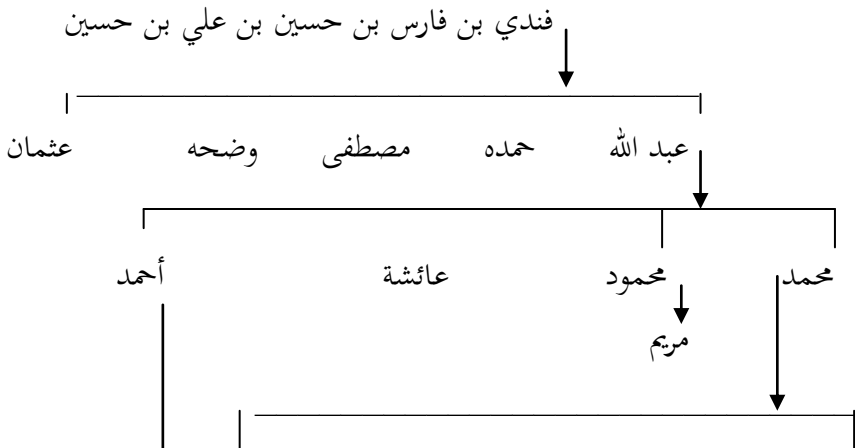 فندي بن فارس بن حسين بن علي بن حسين
عبد الله حمده مصطفى وضحه عثمان
محمد محمود عائشة أحمد
مريم